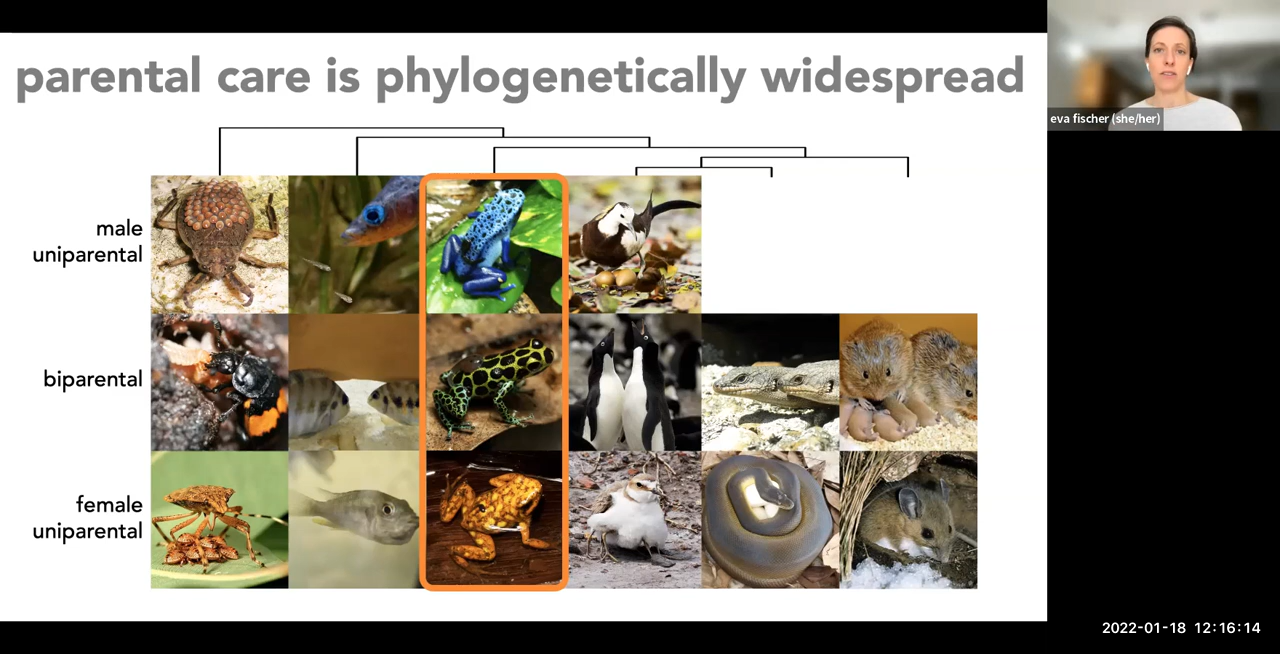 parental care is phylogenetically widespread
eva fischer (she/her)
male
uniparental
biparental
female
uniparental
2022-01-18 12:16:14